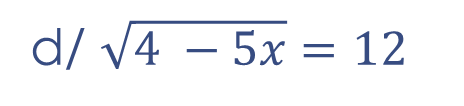 d/ √4 − 5x = 12